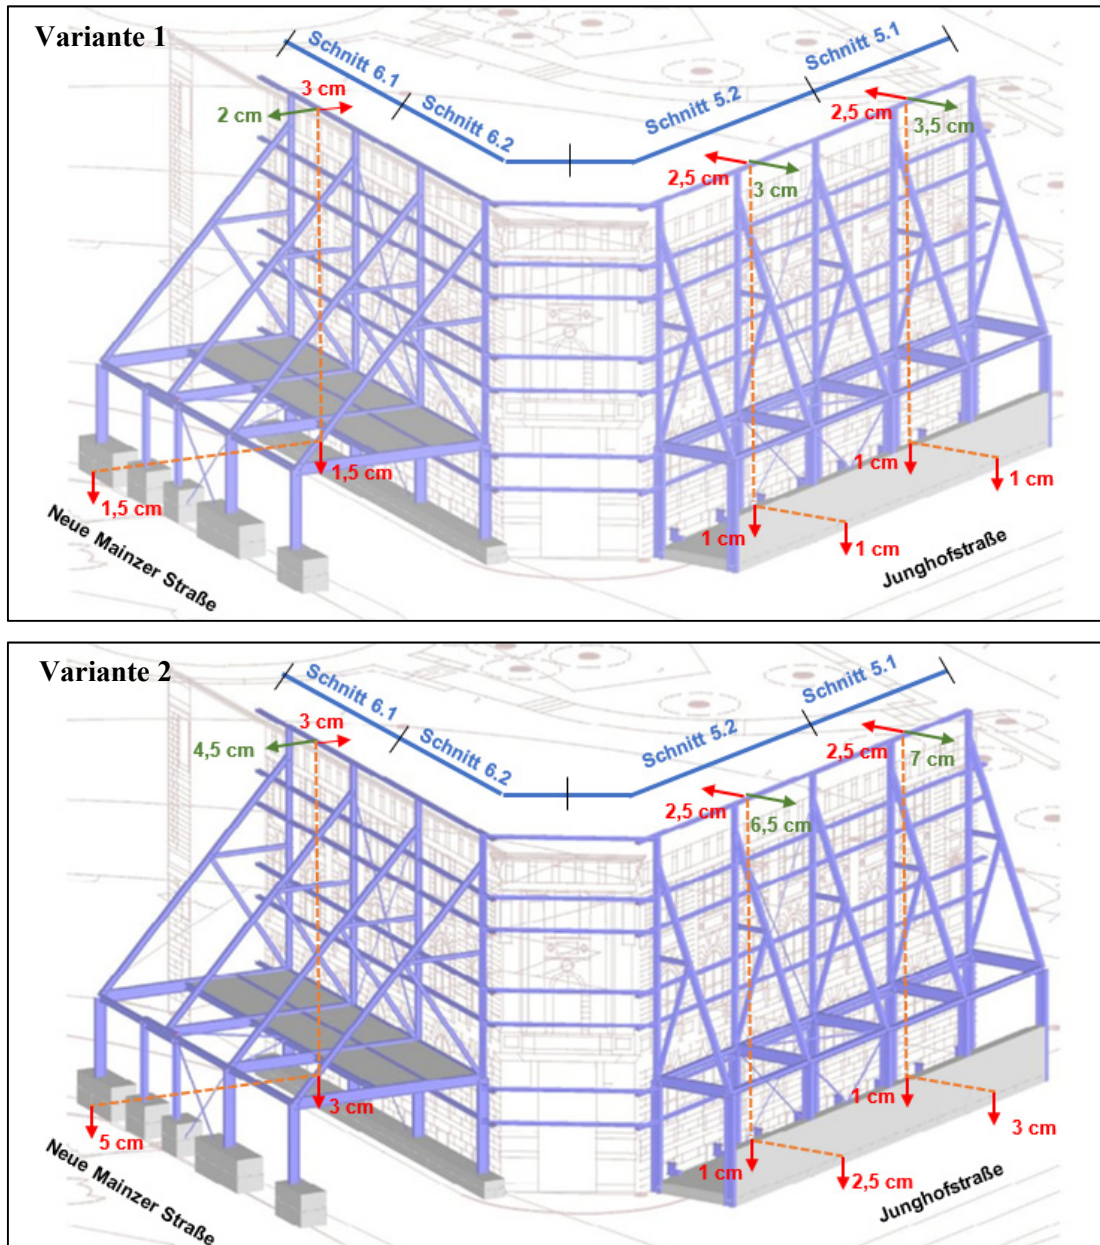 Variante 1
Schnitt 6.1
Schnitt 5.1
3 cm
2 cm
Schnitt 6.2
Schnitt 5.2
2,5 cm
3,5 cm
2,5 cm
3 cm
1,5 cm
1,5 cm
1 cm
1 cm
1 cm
1 cm
Neue Mainzer Straße
Junghofstraße
Variante 2
Schnitt 6.1
Schnitt 5.1
3 cm
4,5 cm
Schnitt 6.2
Schnitt 5.2
2,5 cm
7 cm
2,5 cm
6,5 cm
3 cm
5 cm
1 cm
3 cm
1 cm
2,5 cm
Neue Mainzer Straße
Junghofstraße